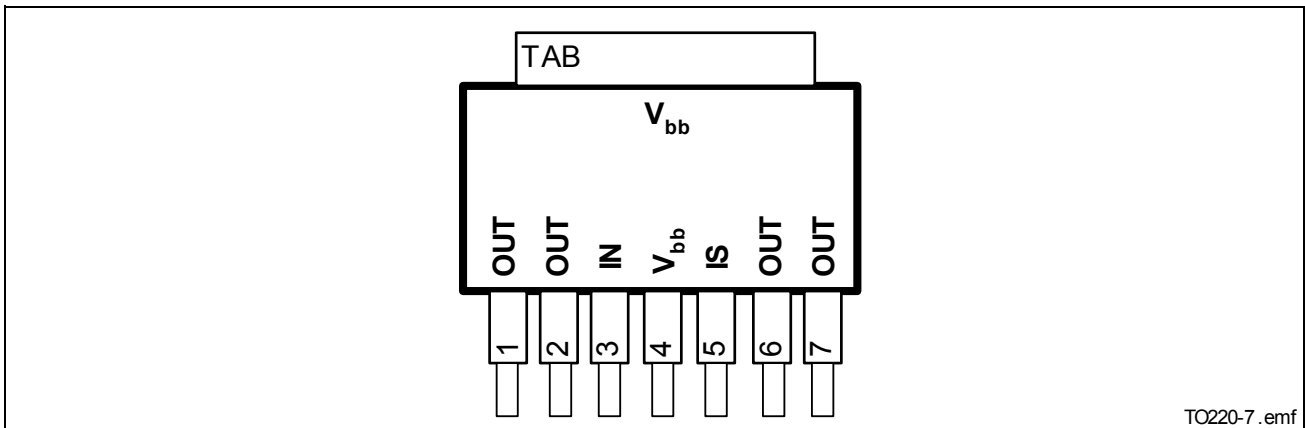 TAB
Vbb
OUT OUT IN Vbb IS OUT OUT
1 2 3 4 5 6 7
TO220-7.emf